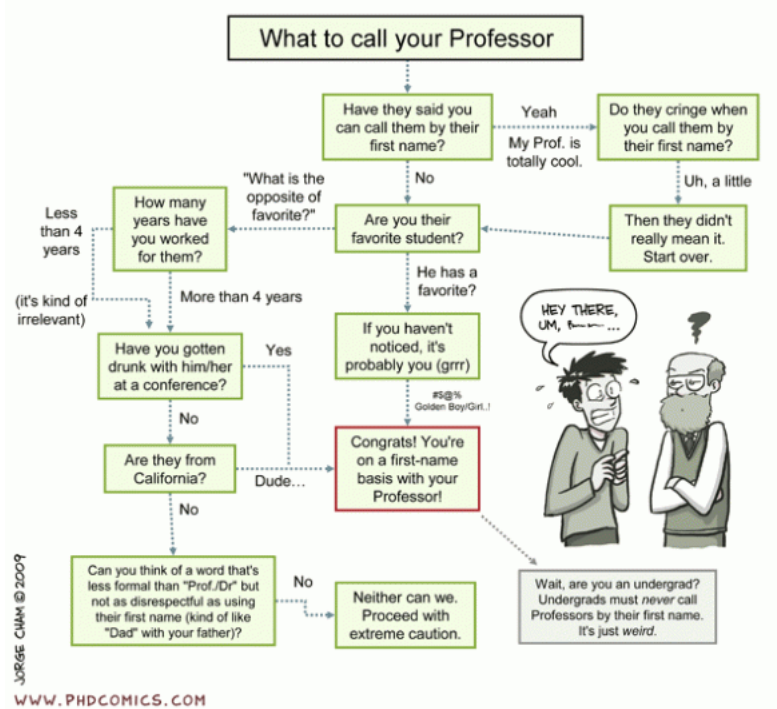 What to call your Professor
Have they said you
can call them by their
first name?
Yeah
My Prof. is
totally cool.
Do they cringe when
you call them by
their first name?
No
Uh, a little
"What is the
opposite of
favorite?"
How many
years have
you worked
for them?
Less
than 4
years
Are you their
favorite student?
Then they didn't
really mean it.
Start over.
He has a
favorite?
(it's kind of
irrelevant)
More than 4 years
If you haven't
noticed, it's
probably you (grrr)
HEY THERE,
UM, ...
?
Have you gotten
drunk with him/her
at a conference?
Yes
#$@%
Golden Boy/Girl..!
No
Congrats! You're
on a first-name
basis with your
Professor!
Are they from
California?
Dude...
No
Can you think of a word that's
less formal than "Prof./Dr" but
not as disrespectful as using
their first name (kind of like
"Dad" with your father)?
No
Neither can we.
Proceed with
extreme caution.
Wait, are you an undergrad?
Undergrads must never call
Professors by their first name.
It's just weird.
JORGE CHAM © 2009
WWW.PHDCOMICS.COM